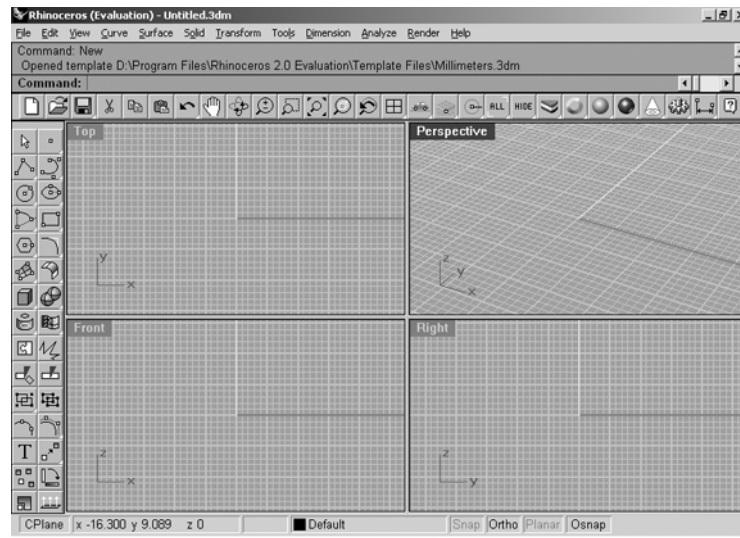 Rhinoceros (Evaluation) - Untitled.3dm
File Edit View Curve Surface Solid Transform Tools Dimension Analyze Render Help
Command: New
Opened template D:\Program Files\Rhinoceros 2.0 Evaluation\Template Files\Millimeters.3dm
Command:
ALL HIDE
Top Perspective
y z
y
x x
Front Right
T
z z
x y
CPlane x -16.300 y 9.089 z 0 Default Snap Ortho Planar Osnap